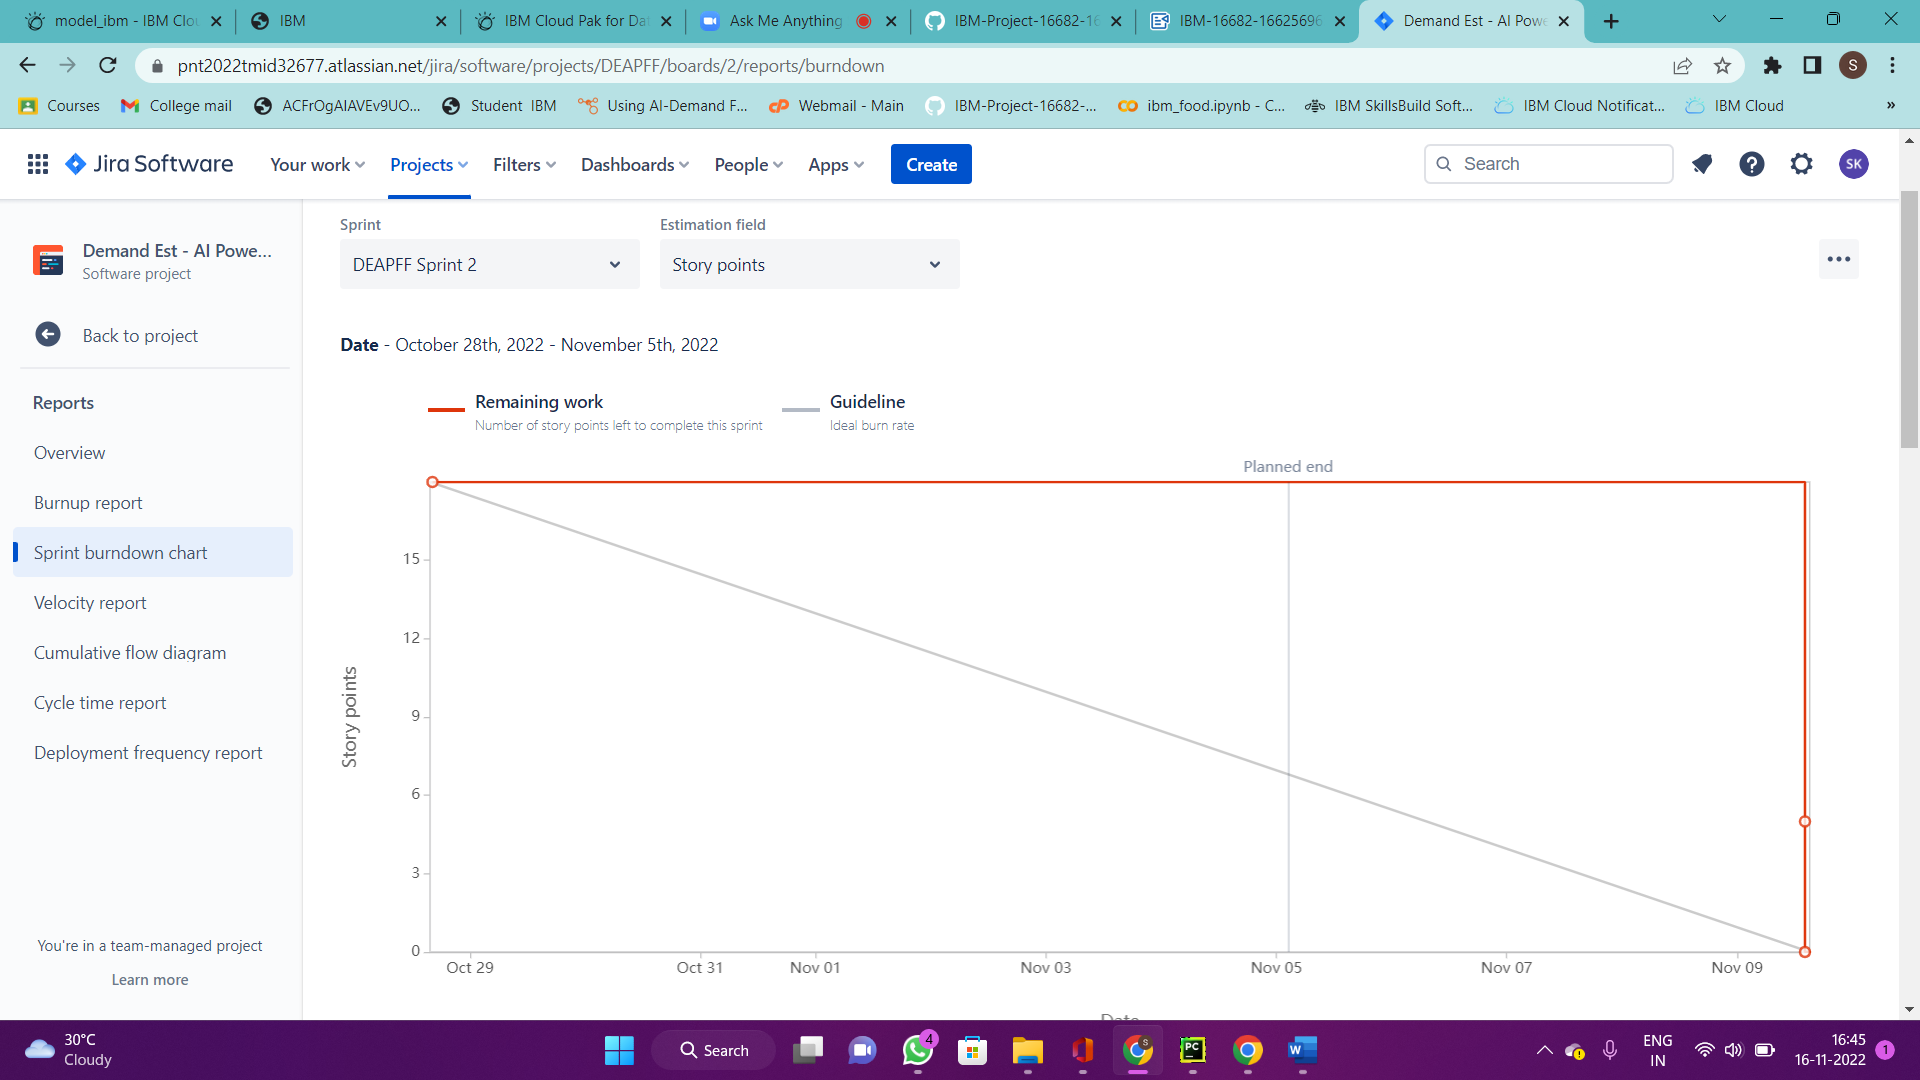 model_ibm - IBM Clou
IBM
IBM Cloud Pak for Dat
Ask Me Anything
IBM-Project-16682-16
IBM-16682-16625696
Demand Est - AI Powe
pnt2022tmid32677.atlassian.net/jira/software/projects/DEAPFF/boards/2/reports/burndown
S
Courses
College mail
ACFrOgAIAVEv9UO...
Student IBM
Using AI-Demand F...
Webmail - Main
IBM-Project-16682-...
ibm_food.ipynb - C...
IBM SkillsBuild Soft...
IBM Cloud Notificat...
IBM Cloud
»
Jira Software
Your work
Projects
Filters
Dashboards
People
Apps
Create
Search
SK
Demand Est - AI Powe...
Software project
Back to project
Reports
Overview
Burnup report
Sprint burndown chart
Velocity report
Cumulative flow diagram
Cycle time report
Deployment frequency report
You're in a team-managed project
Learn more
Sprint
DEAPFF Sprint 2
Estimation field
Story points
Date - October 28th, 2022 - November 5th, 2022
Remaining work
Number of story points left to complete this sprint
Guideline
Ideal burn rate
Planned end
Story points
15
12
9
6
3
0
Oct 29
Oct 31
Nov 01
Nov 03
Nov 05
Nov 07
Nov 09
Date
30°C
Cloudy
Search
4
S
PC
W
ENG
IN
16:45
16-11-2022
1